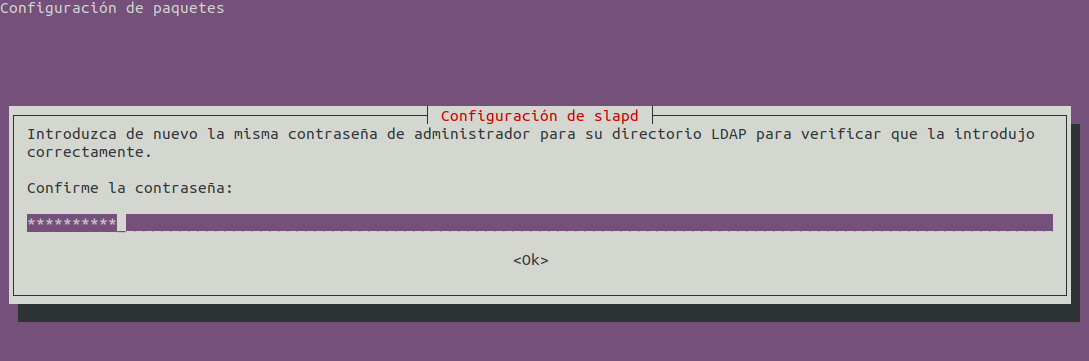 Configuración de paquetes
Configuración de slapd
Introduzca de nuevo la misma contraseña de administrador para su directorio LDAP para verificar que la introdujo
correctamente.
Confirme la contraseña:
**********
<Ok>